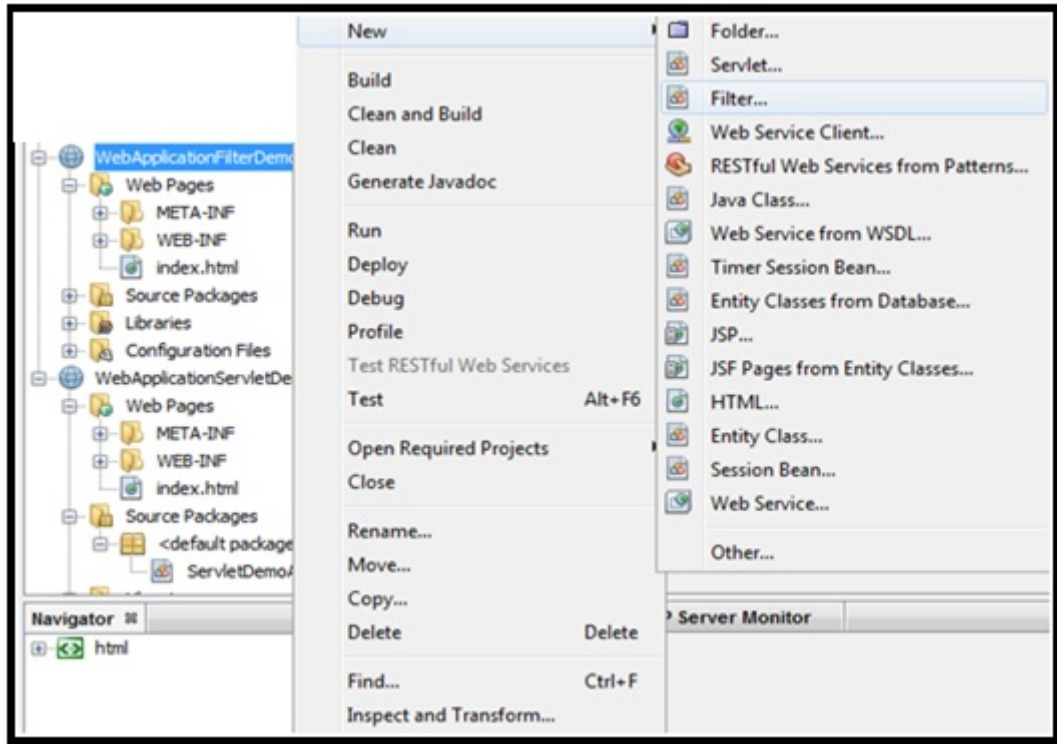 WebApplicationFilterDemo
Web Pages
META-INF
WEB-INF
index.html
Source Packages
Libraries
Configuration Files
WebApplicationServletDe
Web Pages
META-INF
WEB-INF
index.html
Source Packages
<default package
ServletDemoA
Navigator
html
New
Build
Clean and Build
Clean
Generate Javadoc
Run
Deploy
Debug
Profile
Test RESTful Web Services
Test Alt+F6
Open Required Projects
Close
Rename...
Move...
Copy...
Delete Delete
Find... Ctrl+F
Inspect and Transform...
Folder...
Servlet...
Filter...
Web Service Client...
RESTful Web Services from Patterns...
Java Class...
Web Service from WSDL...
Timer Session Bean...
Entity Classes from Database...
JSP...
JSF Pages from Entity Classes...
HTML...
Entity Class...
Session Bean...
Web Service...
Other...
Server Monitor